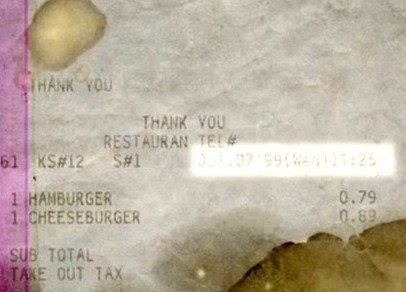 THANK YOU
THANK YOU
RESTAURAN TEL#
61 KS#12 S#1 JUL.07'99(Wed)11:25
1 HAMBURGER 0.79
1 CHEESEBURGER 0.89
SUB TOTAL
TAKE OUT TAX